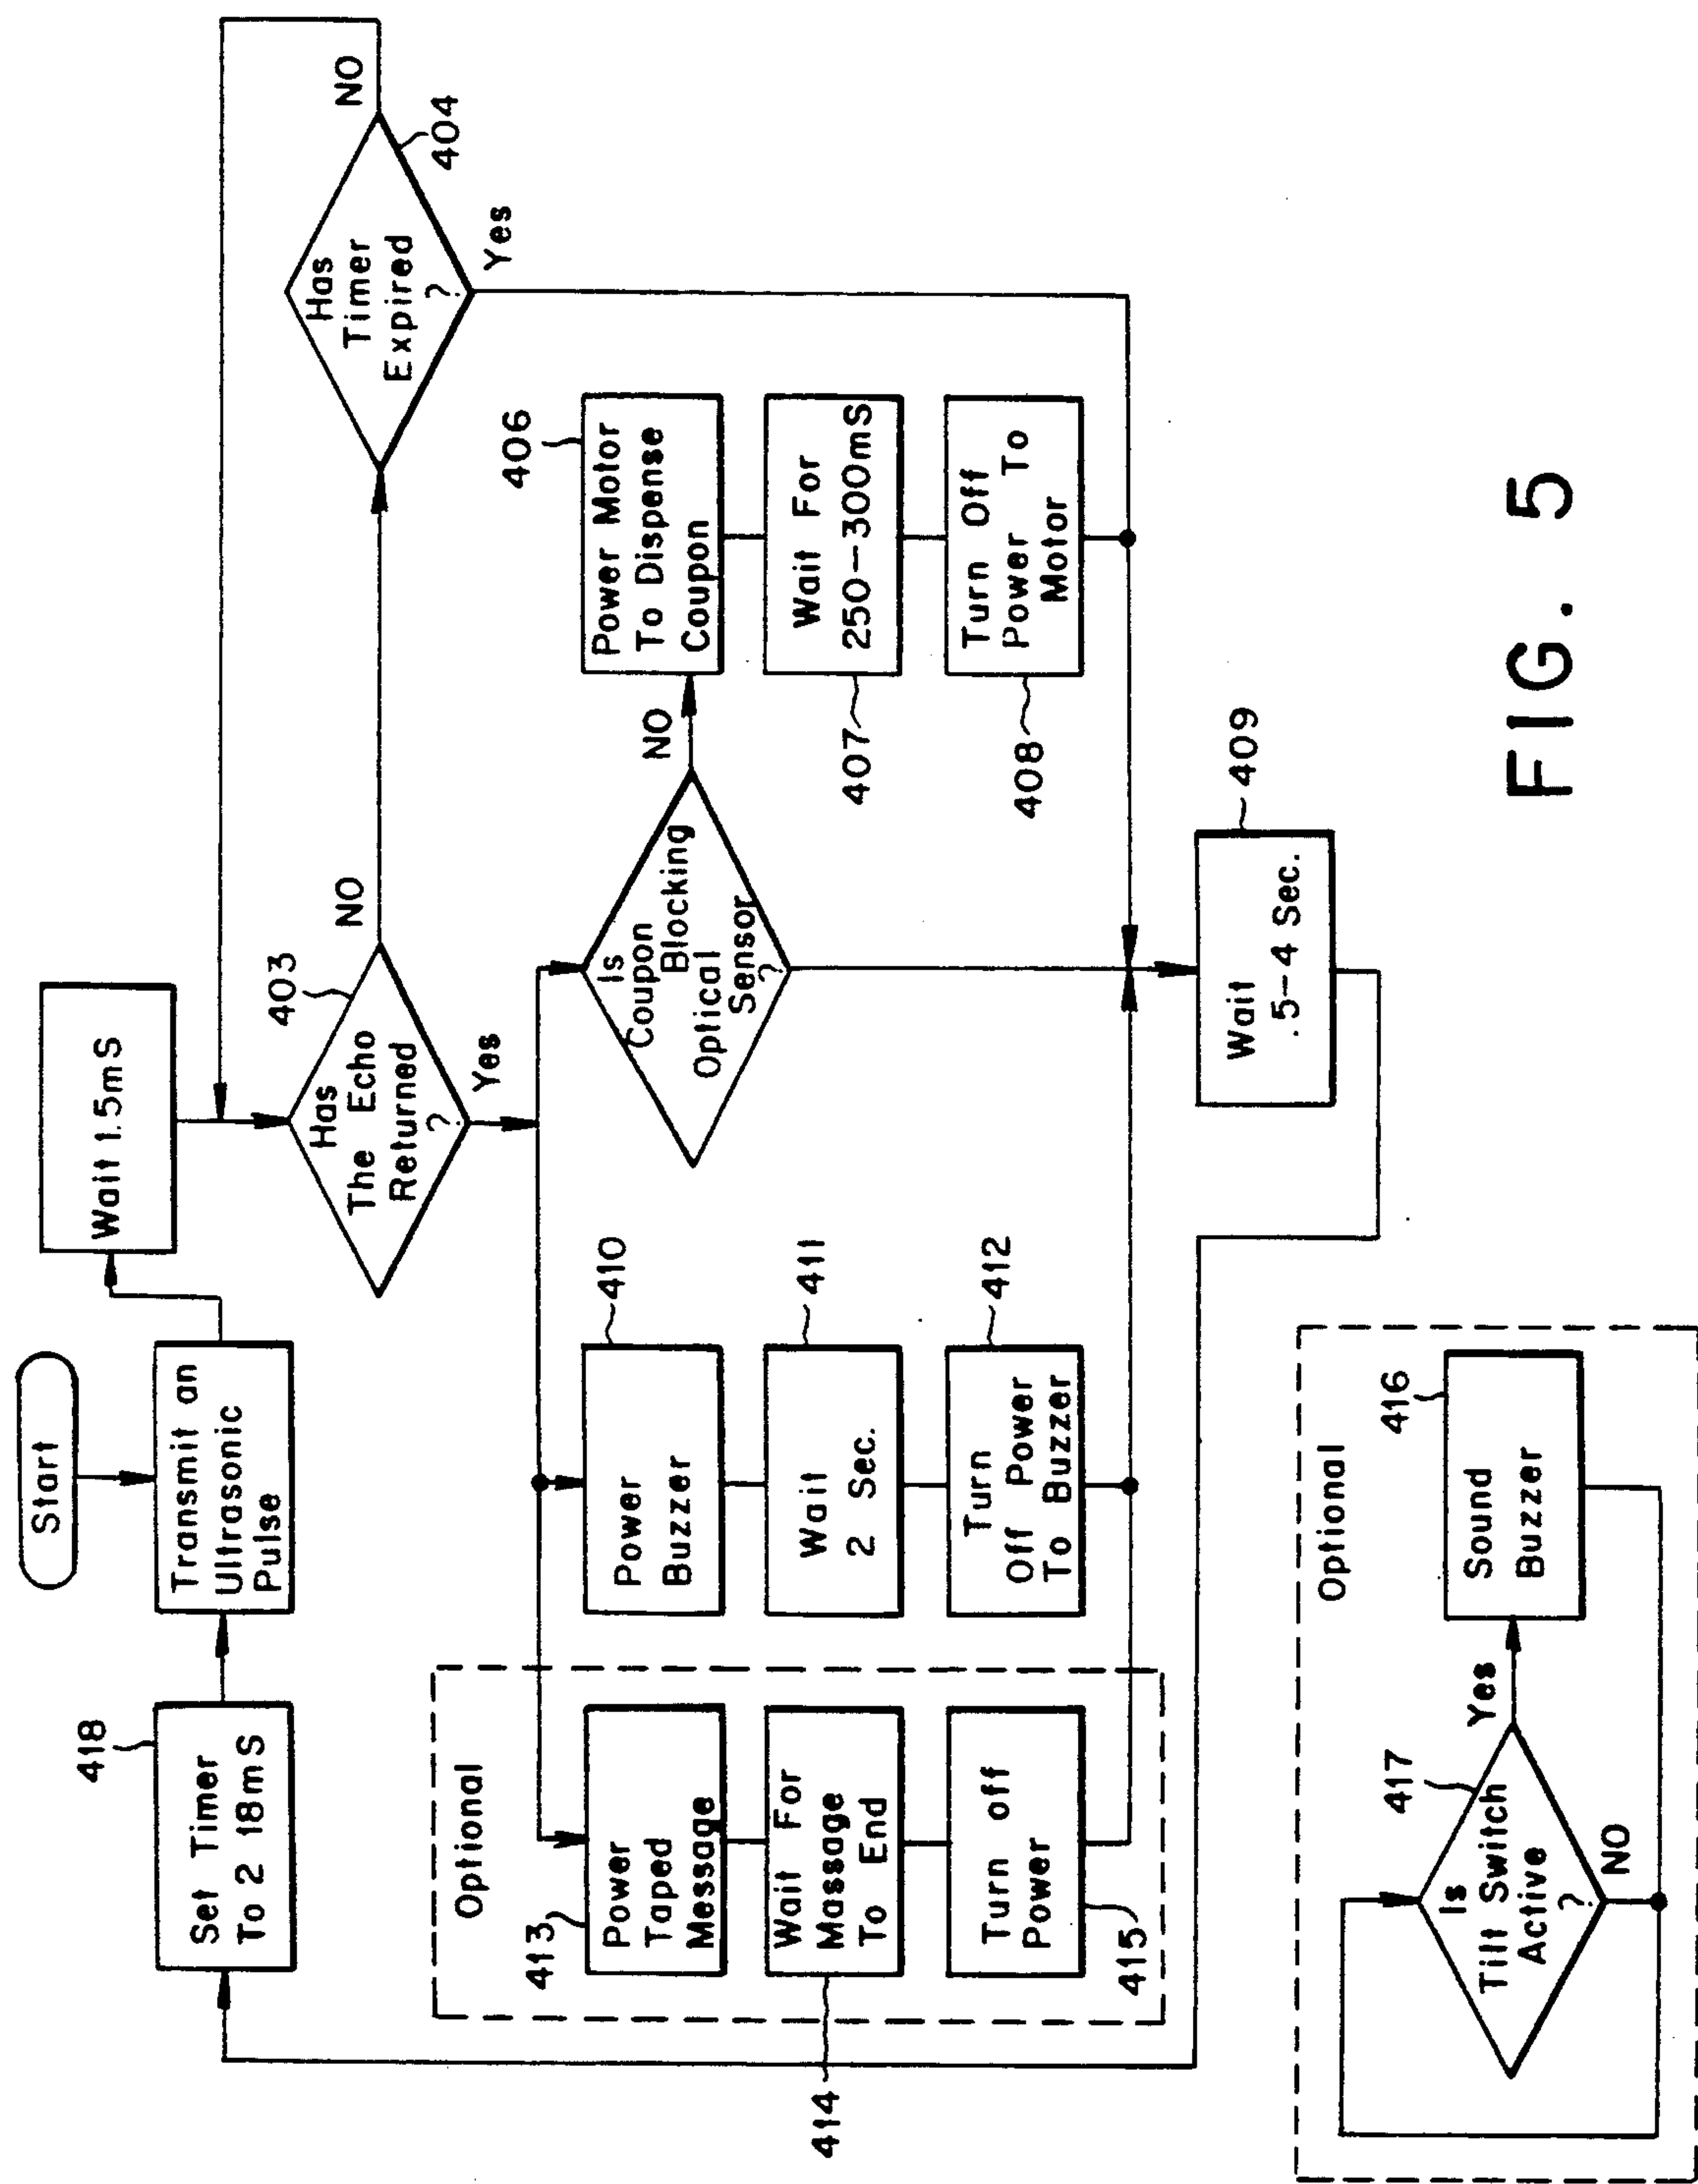 Start
418
Set Timer
To 2 18mS
Transmit an
Ultrasonic
Pulse
Wait 1.5mS
403
Has
The Echo
Returned
?
NO
Yes
Has
Timer
Expired
?
404
NO
Yes
Optional
413
Power
Taped
Message
Wait For
Massage
To End
414
Turn off
Power
415
Power
Buzzer
410
Wait
2 Sec.
411
Turn
Off Power
To Buzzer
412
Is
Coupon
Blocking
Optical
Sensor
?
NO
406
Power Motor
To Dispense
Coupon
Wait For
250-300mS
407
Turn Off
Power To
Motor
408
Wait
.5-4 Sec.
409
Optional
417
Is
Tilt Switch
Active
?
Yes
NO
416
Sound
Buzzer
FIG. 5